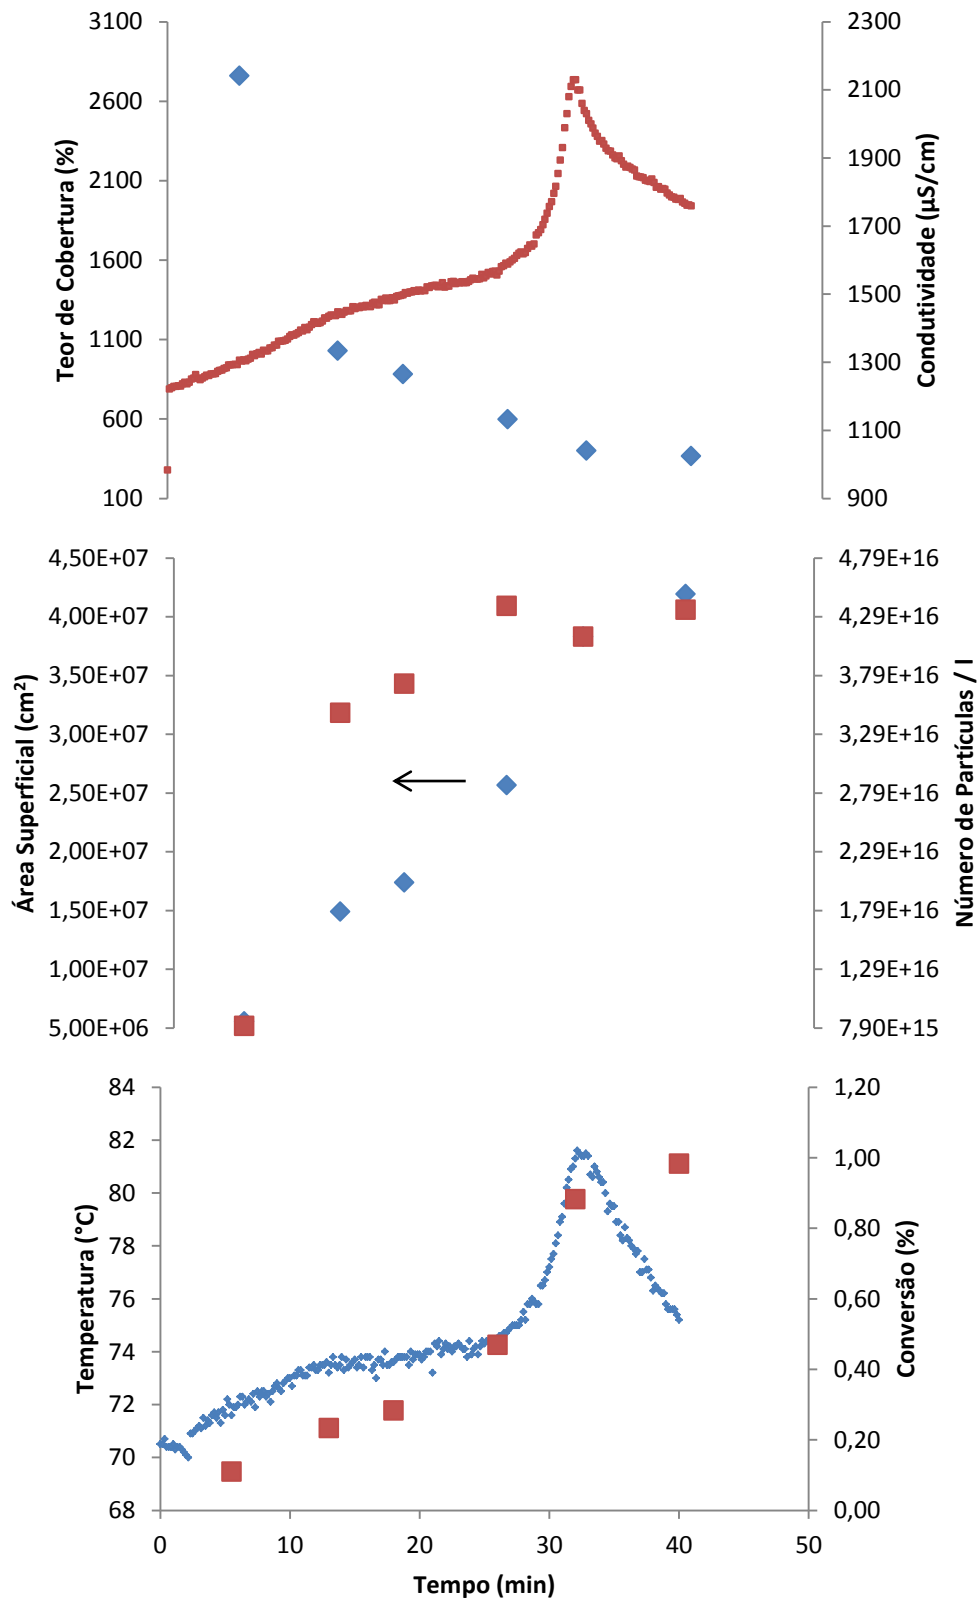 3100
2600
2100
1600
1100
600
100
Teor de Cobertura (%)
2300
2100
1900
1700
1500
1300
1100
900
Condutividade (µS/cm)
4,50E+07
4,00E+07
3,50E+07
3,00E+07
2,50E+07
2,00E+07
1,50E+07
1,00E+07
5,00E+06
Área Superficial (cm²)
4,79E+16
4,29E+16
3,79E+16
3,29E+16
2,79E+16
2,29E+16
1,79E+16
1,29E+16
7,90E+15
Número de Partículas / l
84
82
80
78
76
74
72
70
68
Temperatura (°C)
1,20
1,00
0,80
0,60
0,40
0,20
0,00
Conversão (%)
0 10 20 30 40 50
Tempo (min)